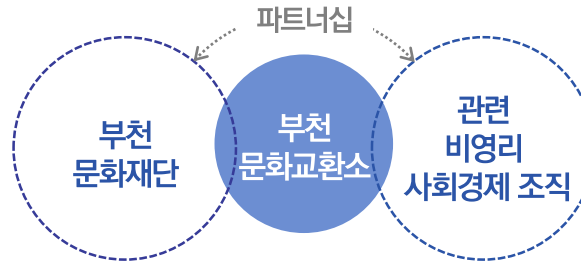 파트너십
부천
문화재단
부천
문화교환소
관련
비영리
사회경제 조직